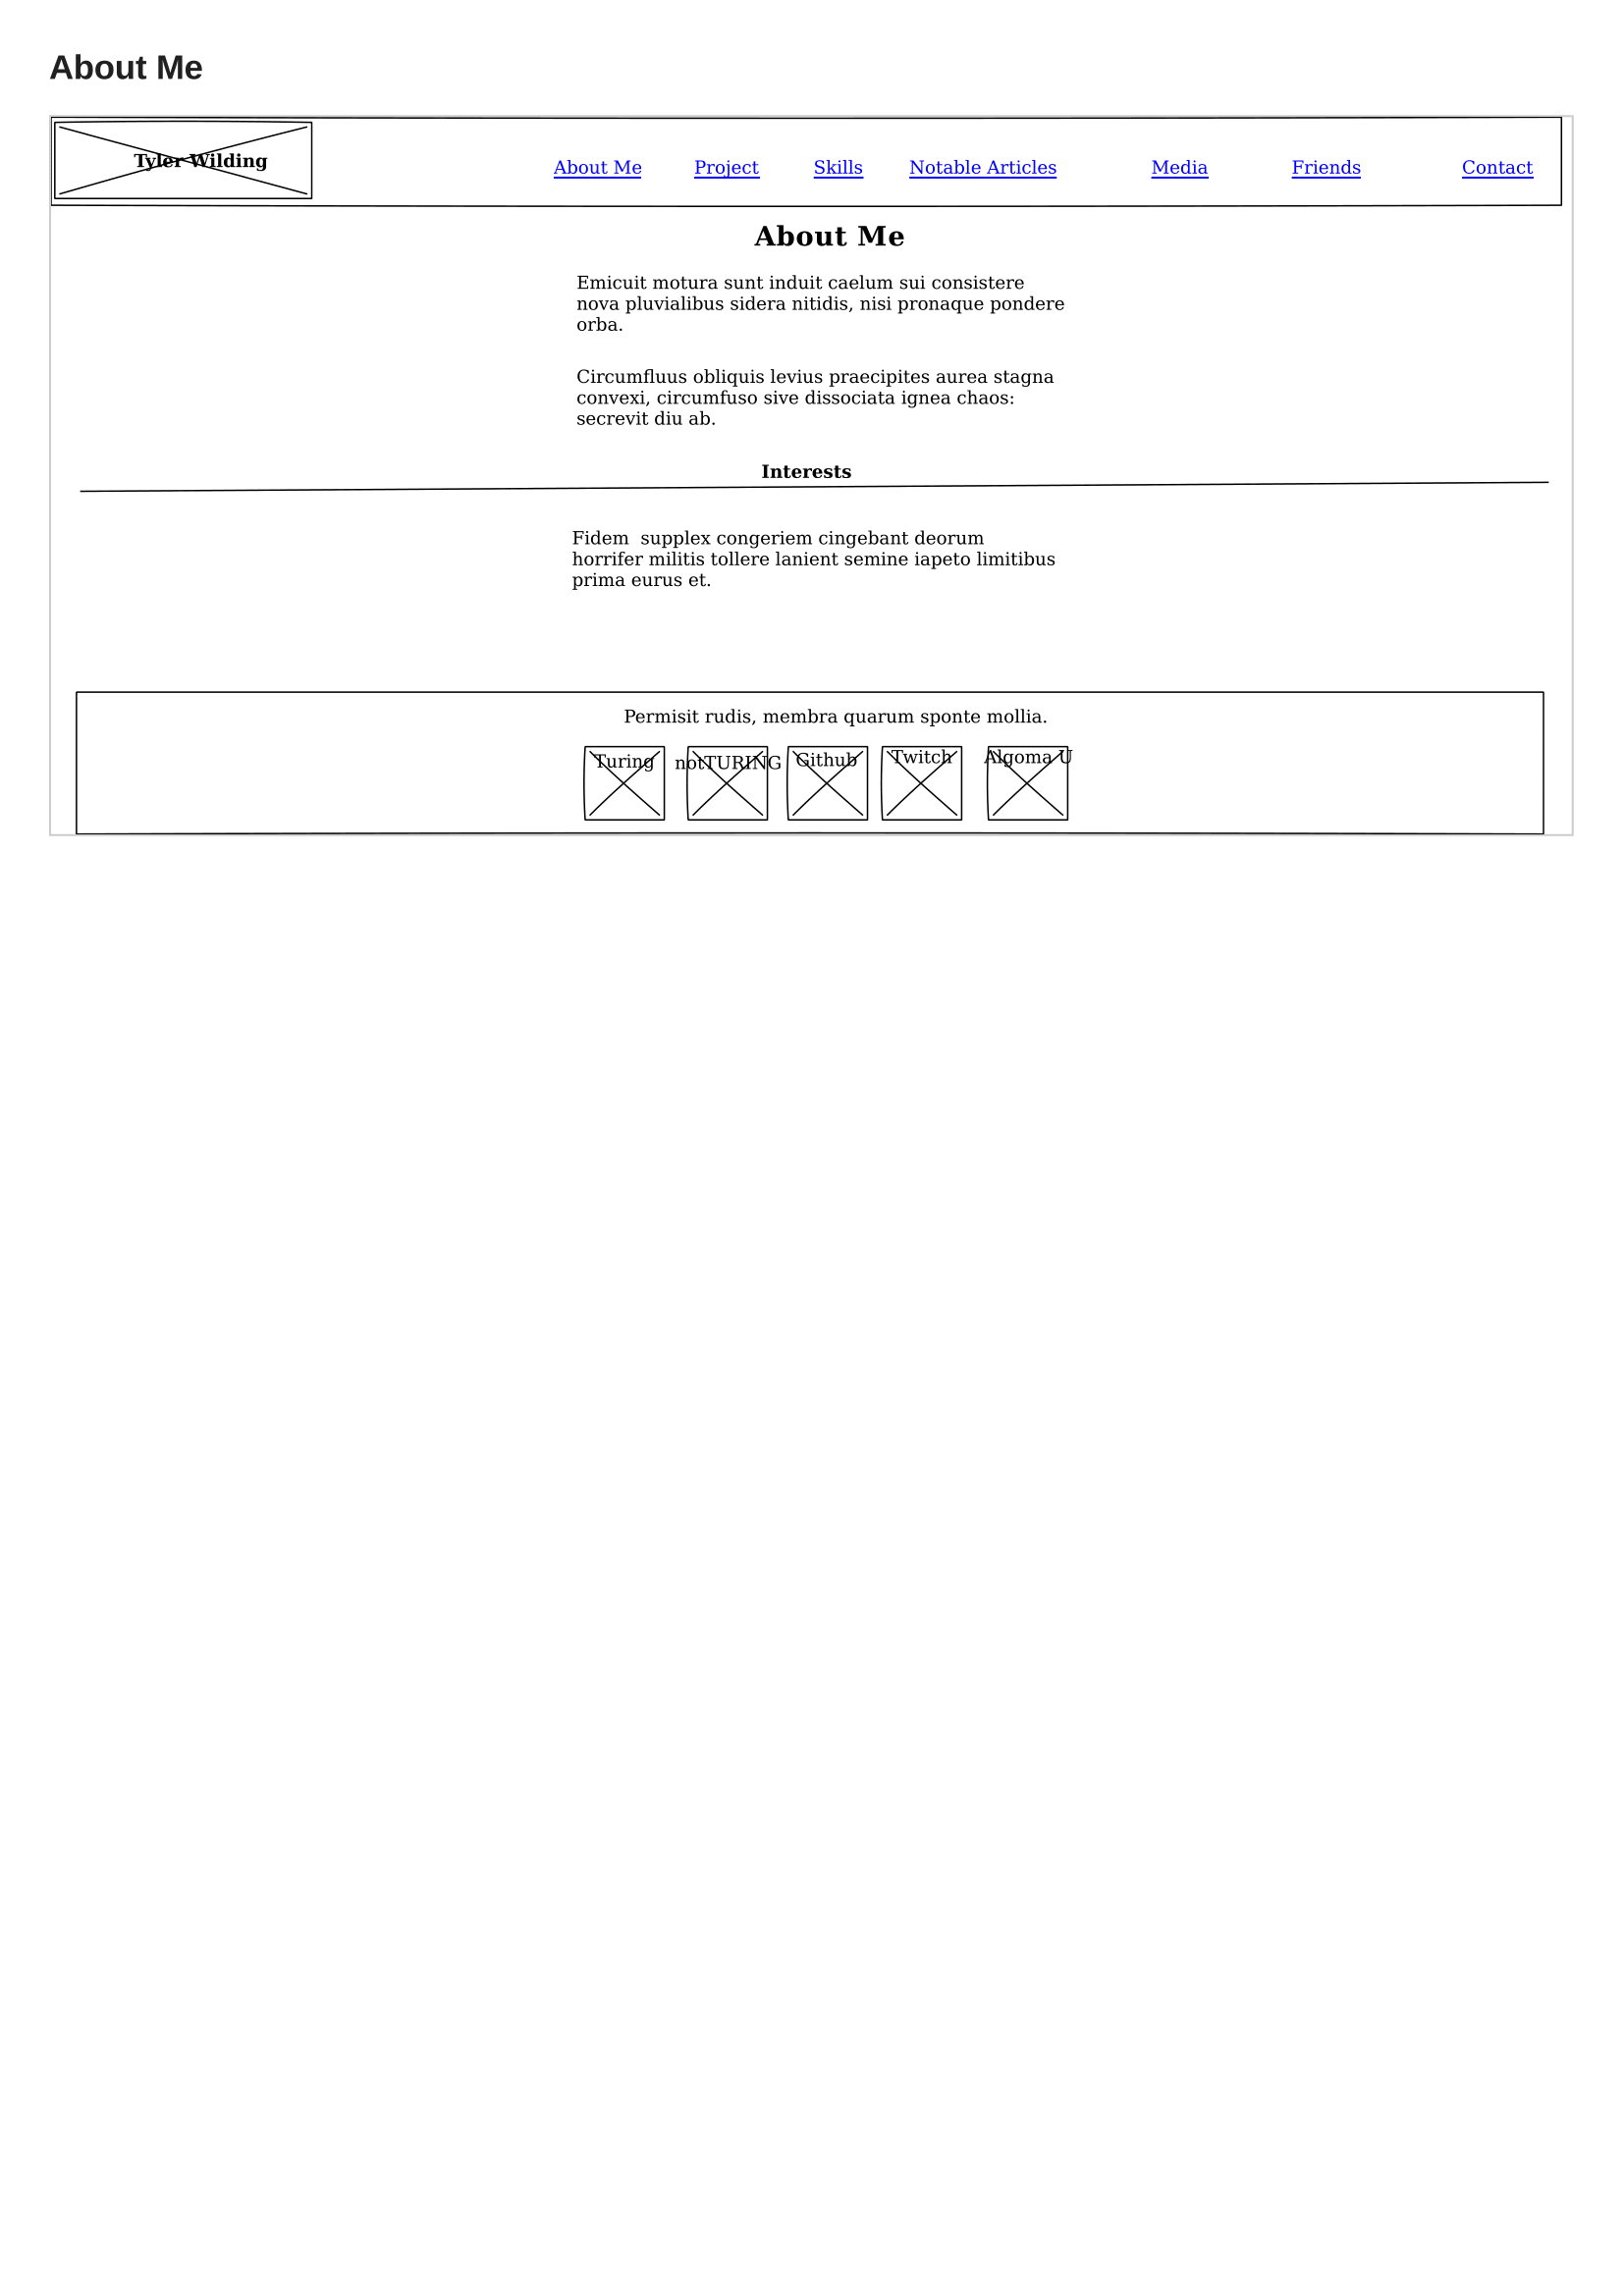 About Me
Tyler Wilding
About Me Project Skills Notable Articles Media Friends Contact
About Me
Emicuit motura sunt induit caelum sui consistere
nova pluvialibus sidera nitidis, nisi pronaque pondere
orba.
Circumfluus obliquis levius praecipites aurea stagna
convexi, circumfuso sive dissociata ignea chaos:
secrevit diu ab.
Interests
Fidem  supplex congeriem cingebant deorum
horrifer militis tollere lanient semine iapeto limitibus
prima eurus et.
Permisit rudis, membra quarum sponte mollia.
Turing notTURING Github Twitch Algoma U